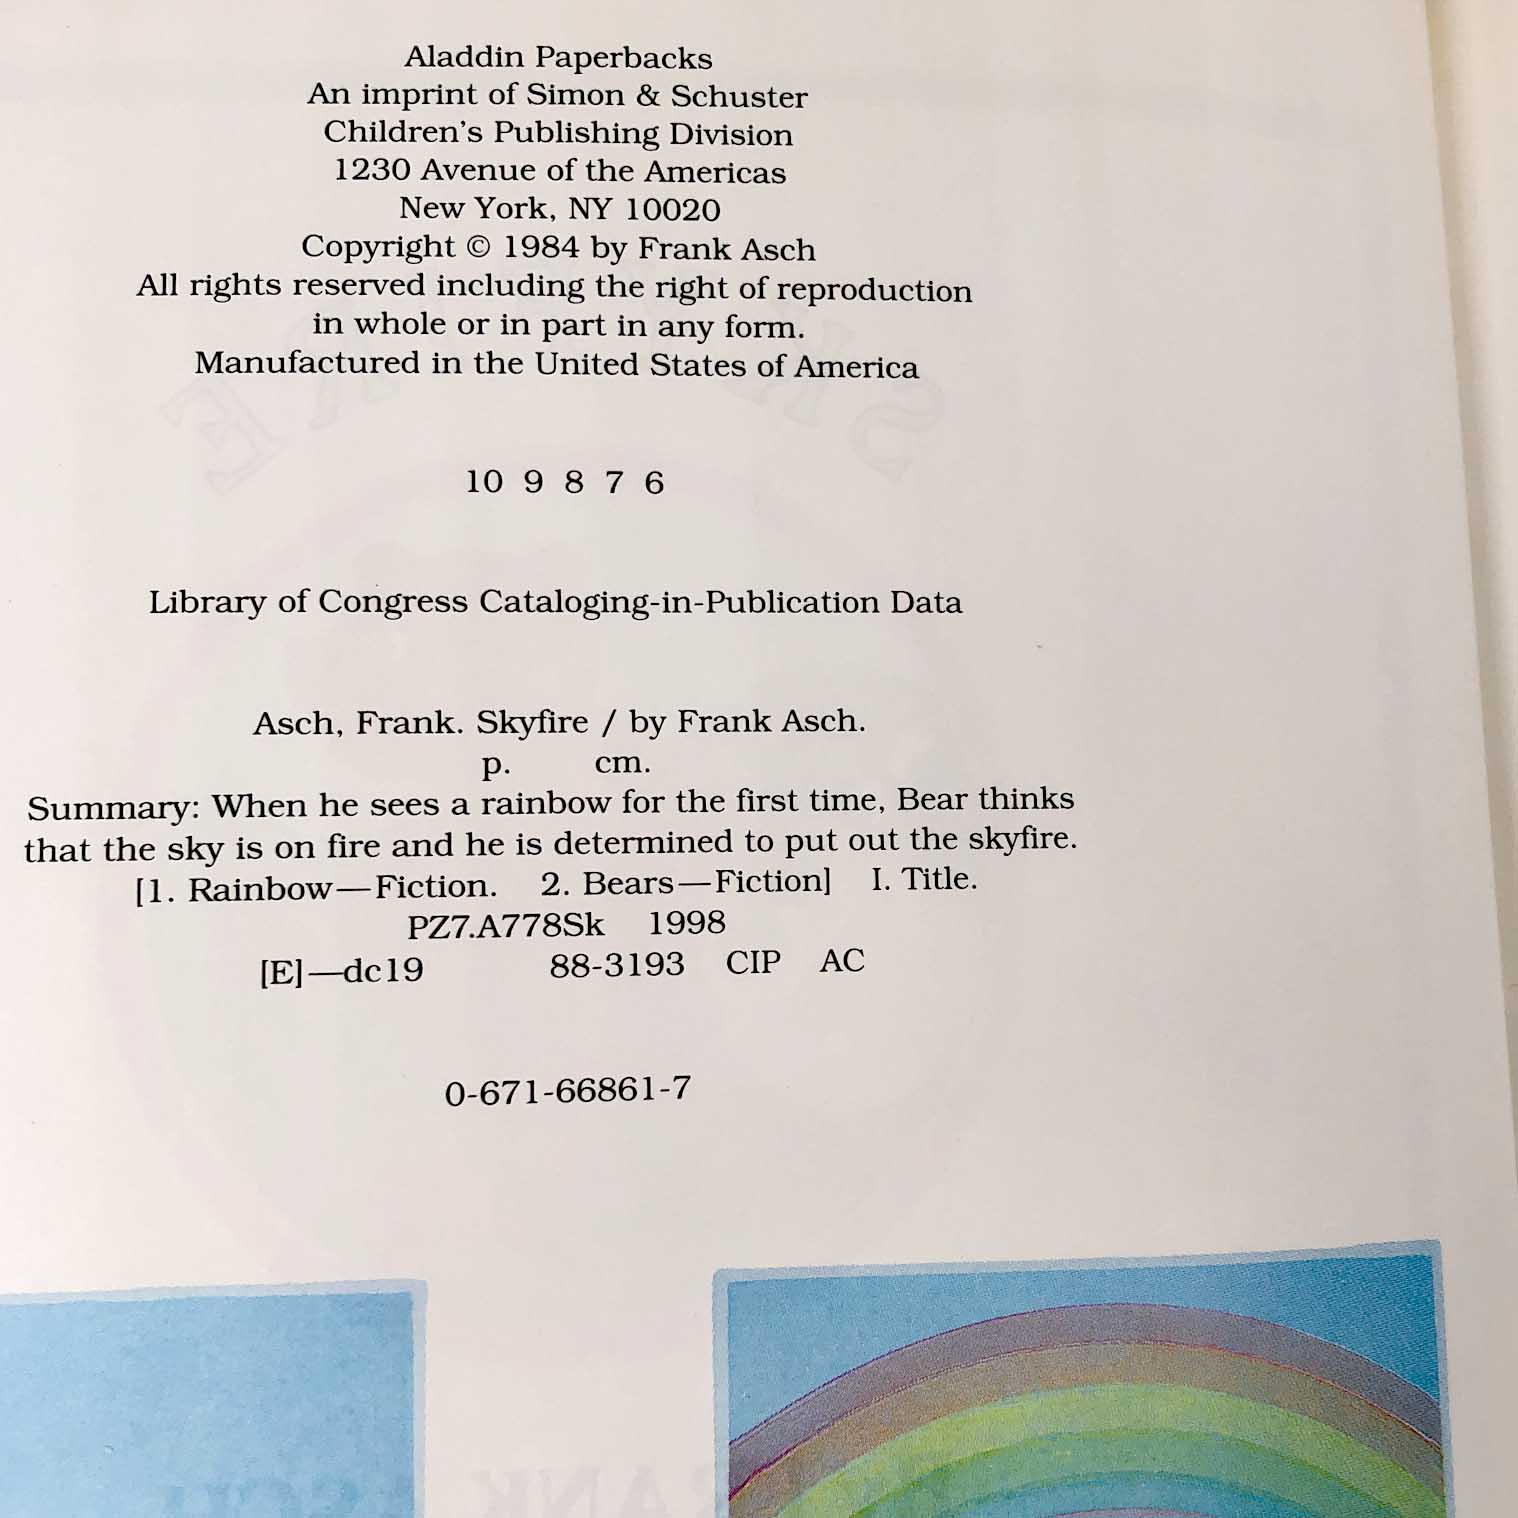 Aladdin Paperbacks
An imprint of Simon & Schuster
Children's Publishing Division
1230 Avenue of the Americas
New York, NY 10020
Copyright © 1984 by Frank Asch
All rights reserved including the right of reproduction
in whole or in part in any form.
Manufactured in the United States of America
10 9 8 7 6
Library of Congress Cataloging-in-Publication Data
Asch, Frank. Skyfire / by Frank Asch.
p. cm.
Summary: When he sees a rainbow for the first time, Bear thinks
that the sky is on fire and he is determined to put out the skyfire.
[1. Rainbow—Fiction. 2. Bears—Fiction] I. Title.
PZ7.A778Sk 1998
[E]—dc19 88-3193 CIP AC
0-671-66861-7